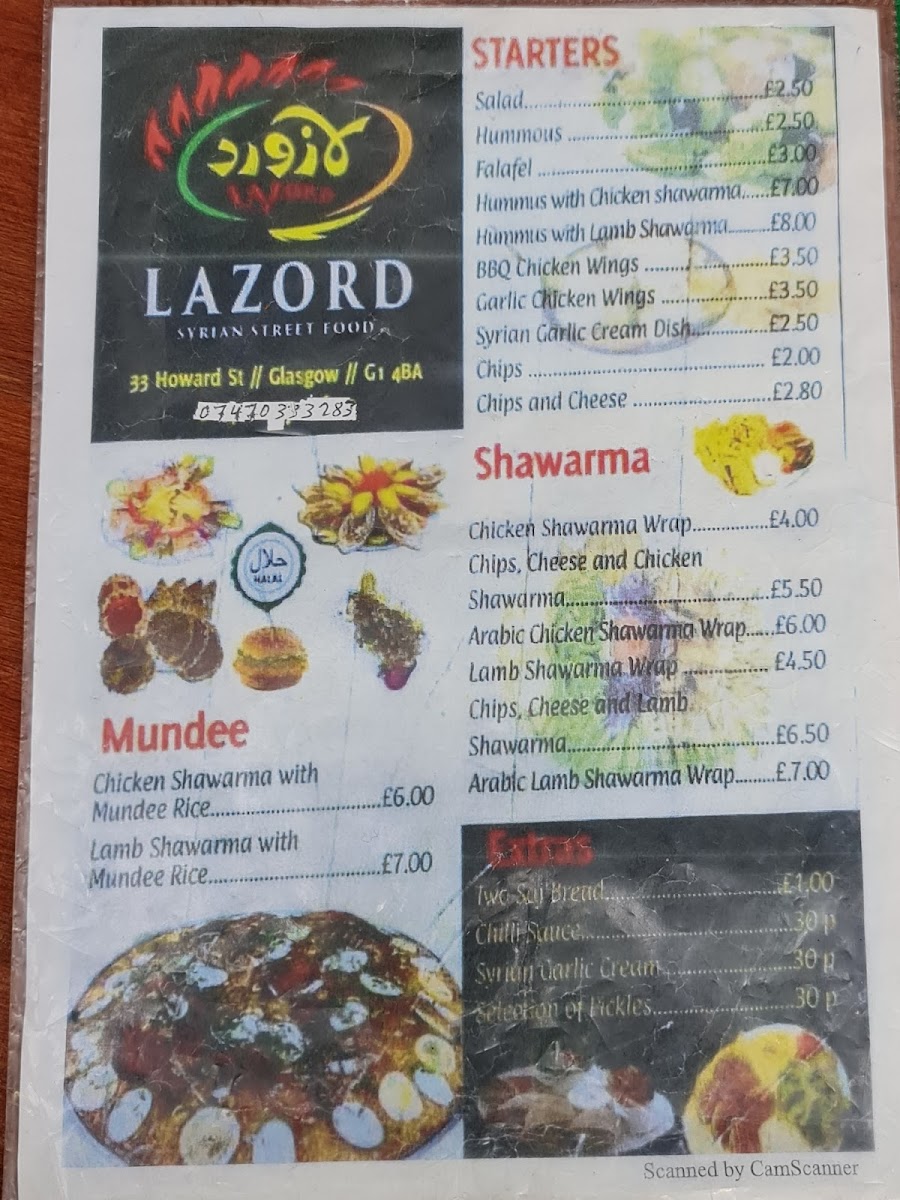 لازورد
LAZORD
SYRIAN STREET FOOD
33 Howard St // Glasgow // G1 4BA
07470333283
حلال
HALAL
Mundee
Chicken Shawarma with
Mundee Rice..................................£6.00
Lamb Shawarma with
Mundee Rice..................................£7.00
STARTERS
Salad.............................................£2.50
Hummous .....................................£2.50
Falafel ...........................................£3.00
Hummus with Chicken shawarma......£7.00
Hummus with Lamb Shawarma.........£8.00
BBQ Chicken Wings .......................£3.50
Garlic Chicken Wings ....................£3.50
Syrian Garlic Cream Dish...............£2.50
Chips ............................................ £2.00
Chips and Cheese .........................£2.80
Shawarma
Chicken Shawarma Wrap...............£4.00
Chips, Cheese and Chicken
Shawarma.......................................£5.50
Arabic Chicken Shawarma Wrap......£6.00
Lamb Shawarma Wrap .................. £4.50
Chips, Cheese and Lamb
Shawarma.......................................£6.50
Arabic Lamb Shawarma Wrap.........£.7.00
Extras
Two Saj Bread................................£1.00
Chilli Sauce....................................30 p
Syrian Garlic Cream.......................30 p
Selection of Pickles.........................30 p
Scanned by CamScanner